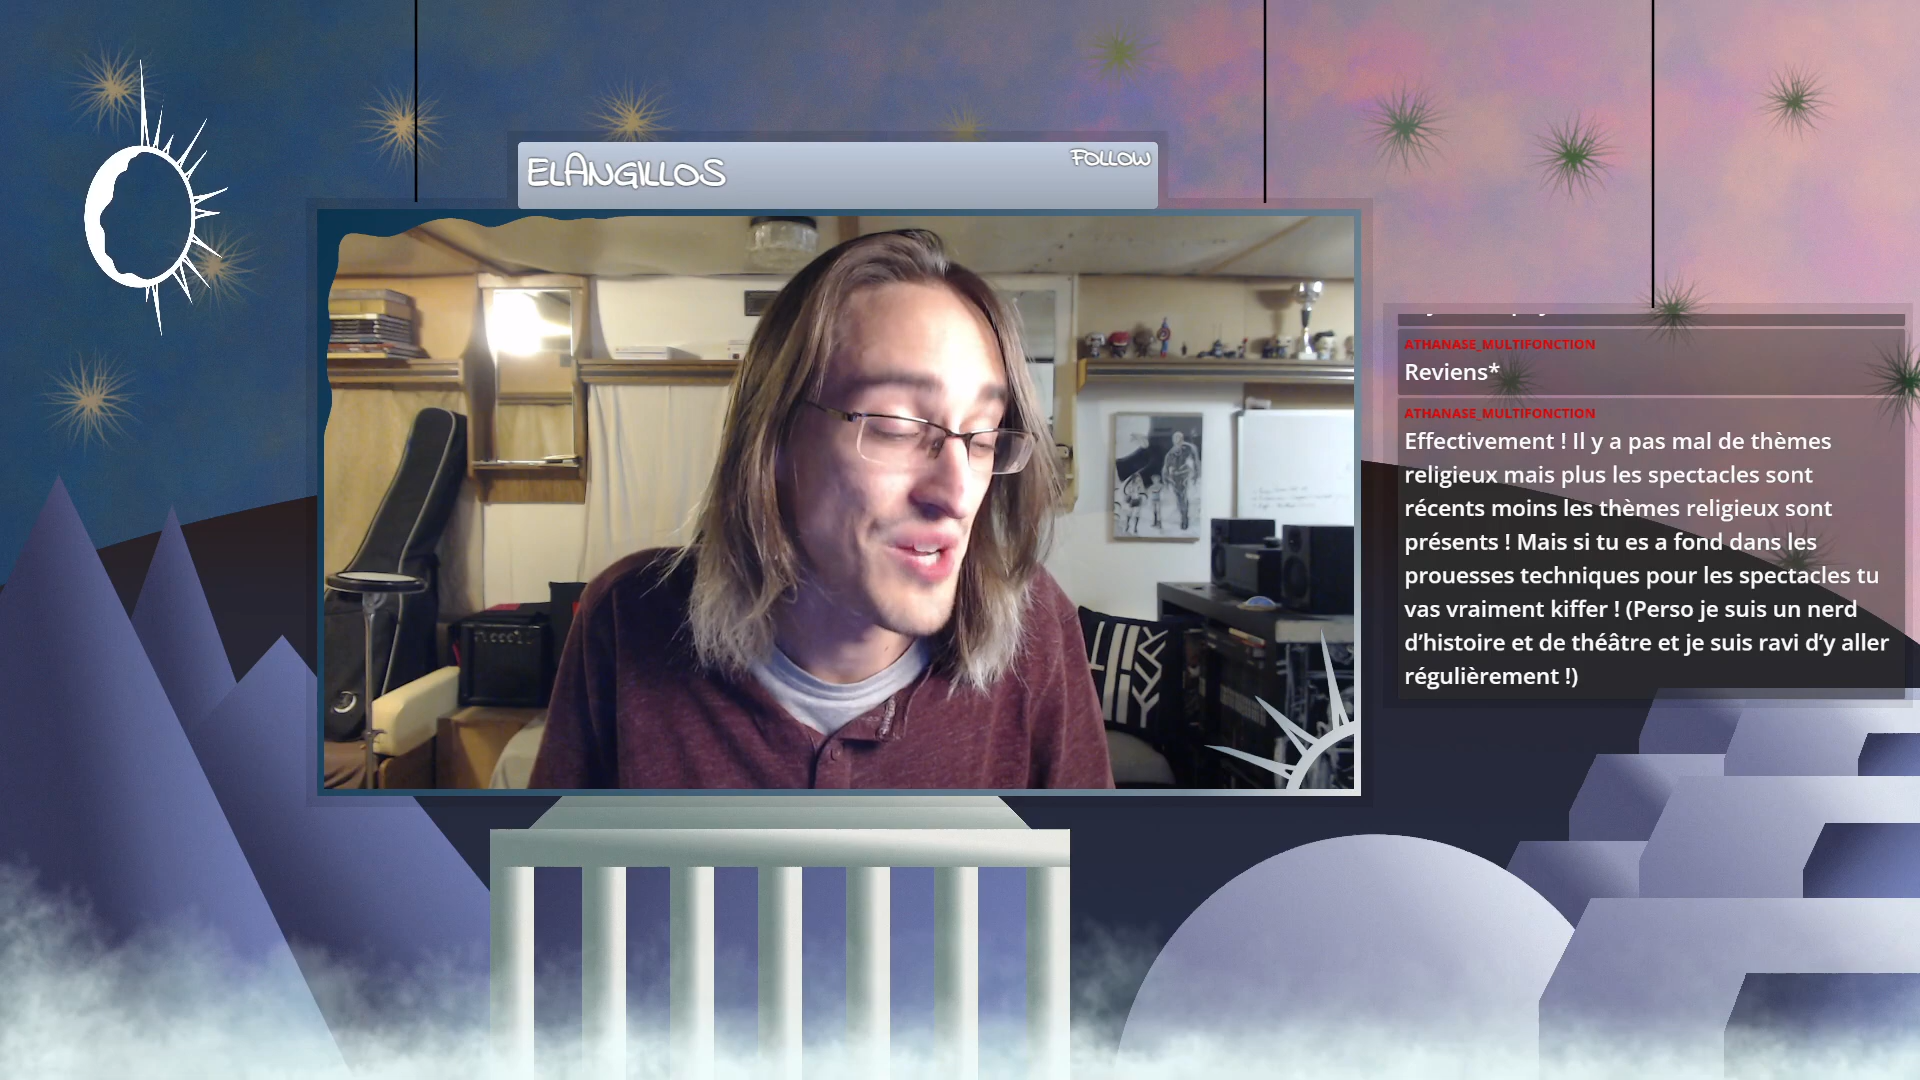 ELANGILLOS
FOLLOW
ATHANASE_MULTIFONCTION
Reviens*
ATHANASE_MULTIFONCTION
Effectivement ! Il y a pas mal de thèmes
religieux mais plus les spectacles sont
récents moins les thèmes religieux sont
présents ! Mais si tu es a fond dans les
prouesses techniques pour les spectacles tu
vas vraiment kiffer ! (Perso je suis un nerd
d’histoire et de théâtre et je suis ravi d’y aller
régulièrement !)